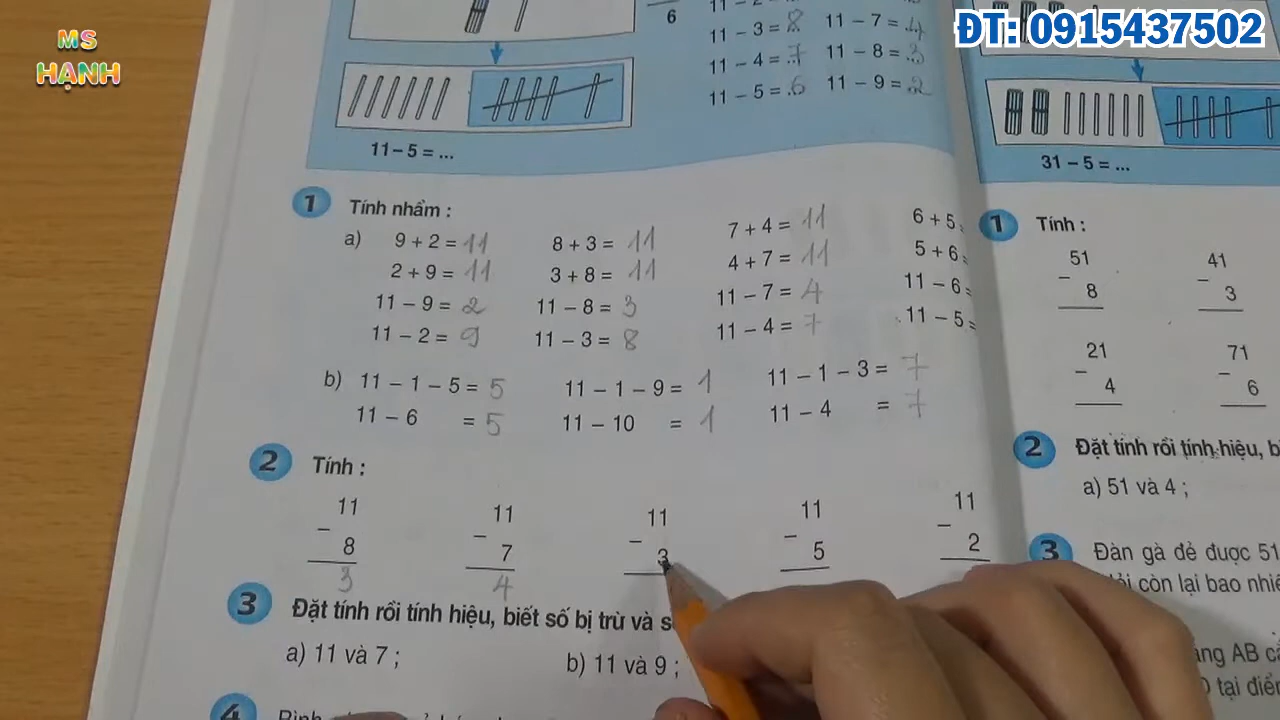 MS
HẠNH
ĐT: 0915437502
6
11 – 3 = 8
11 – 7 = 4
11 – 4 = 7
11 – 8 = 3
11 – 5 = 6
11 – 9 = 2
11 – 5 = ...
31 – 5 = ...
1 Tính nhẩm :
a) 9 + 2 = 11
8 + 3 = 11
7 + 4 = 11
6 + 5
2 + 9 = 11
3 + 8 = 11
4 + 7 = 11
5 + 6
11 – 9 = 2
11 – 8 = 3
11 – 7 = 4
11 – 6 =
11 – 2 = 9
11 – 3 = 8
11 – 4 = 7
11 – 5 =
b) 11 – 1 – 5 = 5
11 – 1 – 9 = 1
11 – 1 – 3 = 7
11 – 6 = 5
11 – 10 = 1
11 – 4 = 7
2 Tính :
11
– 8
3
11
– 7
4
11
– 3
11
– 5
11
– 2
3 Đặt tính rồi tính hiệu, biết số bị trừ và s
a) 11 và 7 ;
b) 11 và 9 ;
4
1 Tính :
51
– 8
41
– 3
21
– 4
71
– 6
2 Đặt tính rồi tính hiệu, b
a) 51 và 4 ;
3 Đàn gà đẻ được 51
còn lại bao nhiê
AB cắ
tại điể